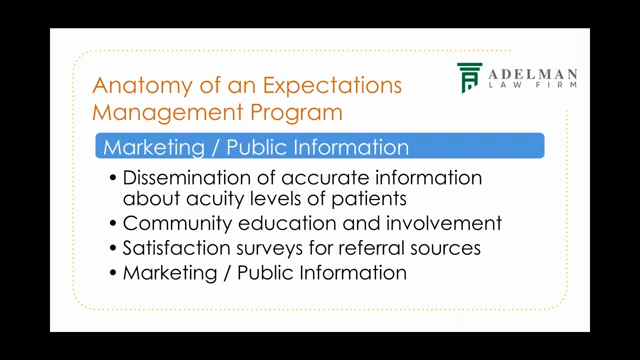 ADELMAN
LAW FIRM
Anatomy of an Expectations
Management Program
Marketing / Public Information
• Dissemination of accurate information
about acuity levels of patients
• Community education and involvement
• Satisfaction surveys for referral sources
• Marketing / Public Information